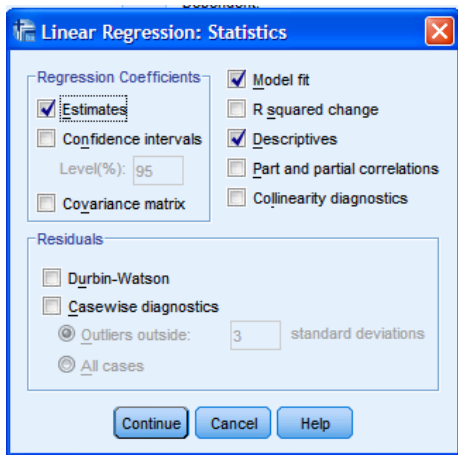 Dependent:
Linear Regression: Statistics
Regression Coefficients
Estimates
Confidence intervals
Level(%): 95
Covariance matrix
Model fit
R squared change
Descriptives
Part and partial correlations
Collinearity diagnostics
Residuals
Durbin-Watson
Casewise diagnostics
Outliers outside: 3 standard deviations
All cases
Continue Cancel Help